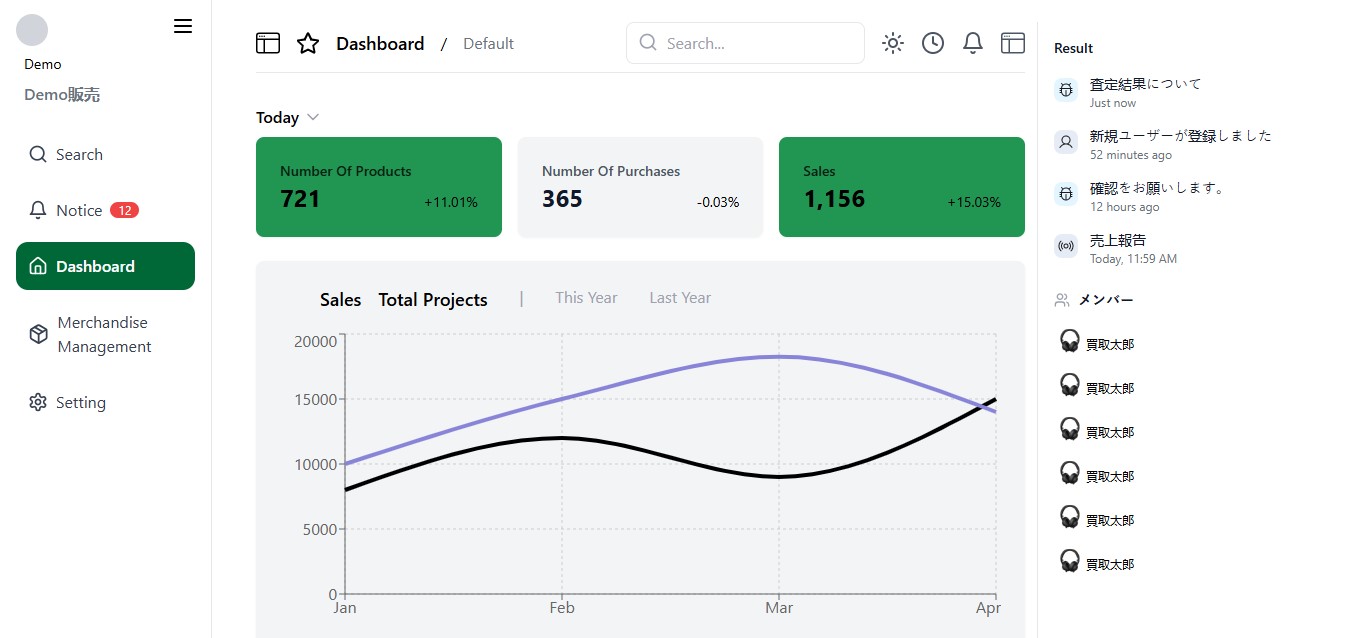 Demo
Demo販売
Search
Notice 12
Dashboard
Merchandise
Management
Setting
Dashboard / Default
Search...
Today
Number Of Products
721 +11.01%
Number Of Purchases
365 -0.03%
Sales
1,156 +15.03%
Sales Total Projects | This Year Last Year
20000
15000
10000
5000
0
Jan Feb Mar Apr
Result
査定結果について
Just now
新規ユーザーが登録しました
52 minutes ago
確認をお願いします。
12 hours ago
売上報告
Today, 11:59 AM
メンバー
買取太郎
買取太郎
買取太郎
買取太郎
買取太郎
買取太郎